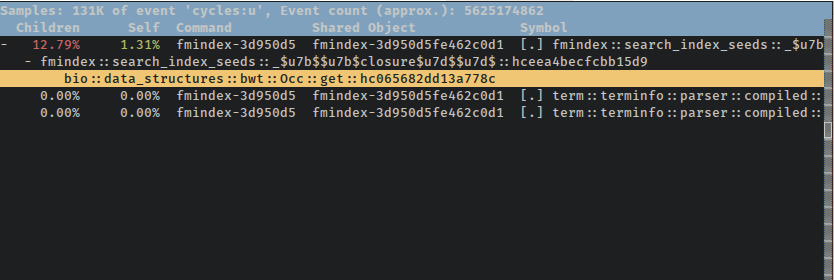 Samples: 131K of event 'cycles:u', Event count (approx.): 5625174862
Children Self Command Shared Object Symbol
- 12.79% 1.31% fmindex-3d950d5 fmindex-3d950d5fe462c0d1 [.] fmindex::search_index_seeds::_$u7b
- fmindex::search_index_seeds::_$u7b$$u7b$closure$u7d$$u7d$::hceea4becfcbb15d9
bio::data_structures::bwt::Occ::get::hc065682dd13a778c
0.00% 0.00% fmindex-3d950d5 fmindex-3d950d5fe462c0d1 [.] term::terminfo::parser::compiled::
0.00% 0.00% fmindex-3d950d5 fmindex-3d950d5fe462c0d1 [.] term::terminfo::parser::compiled::